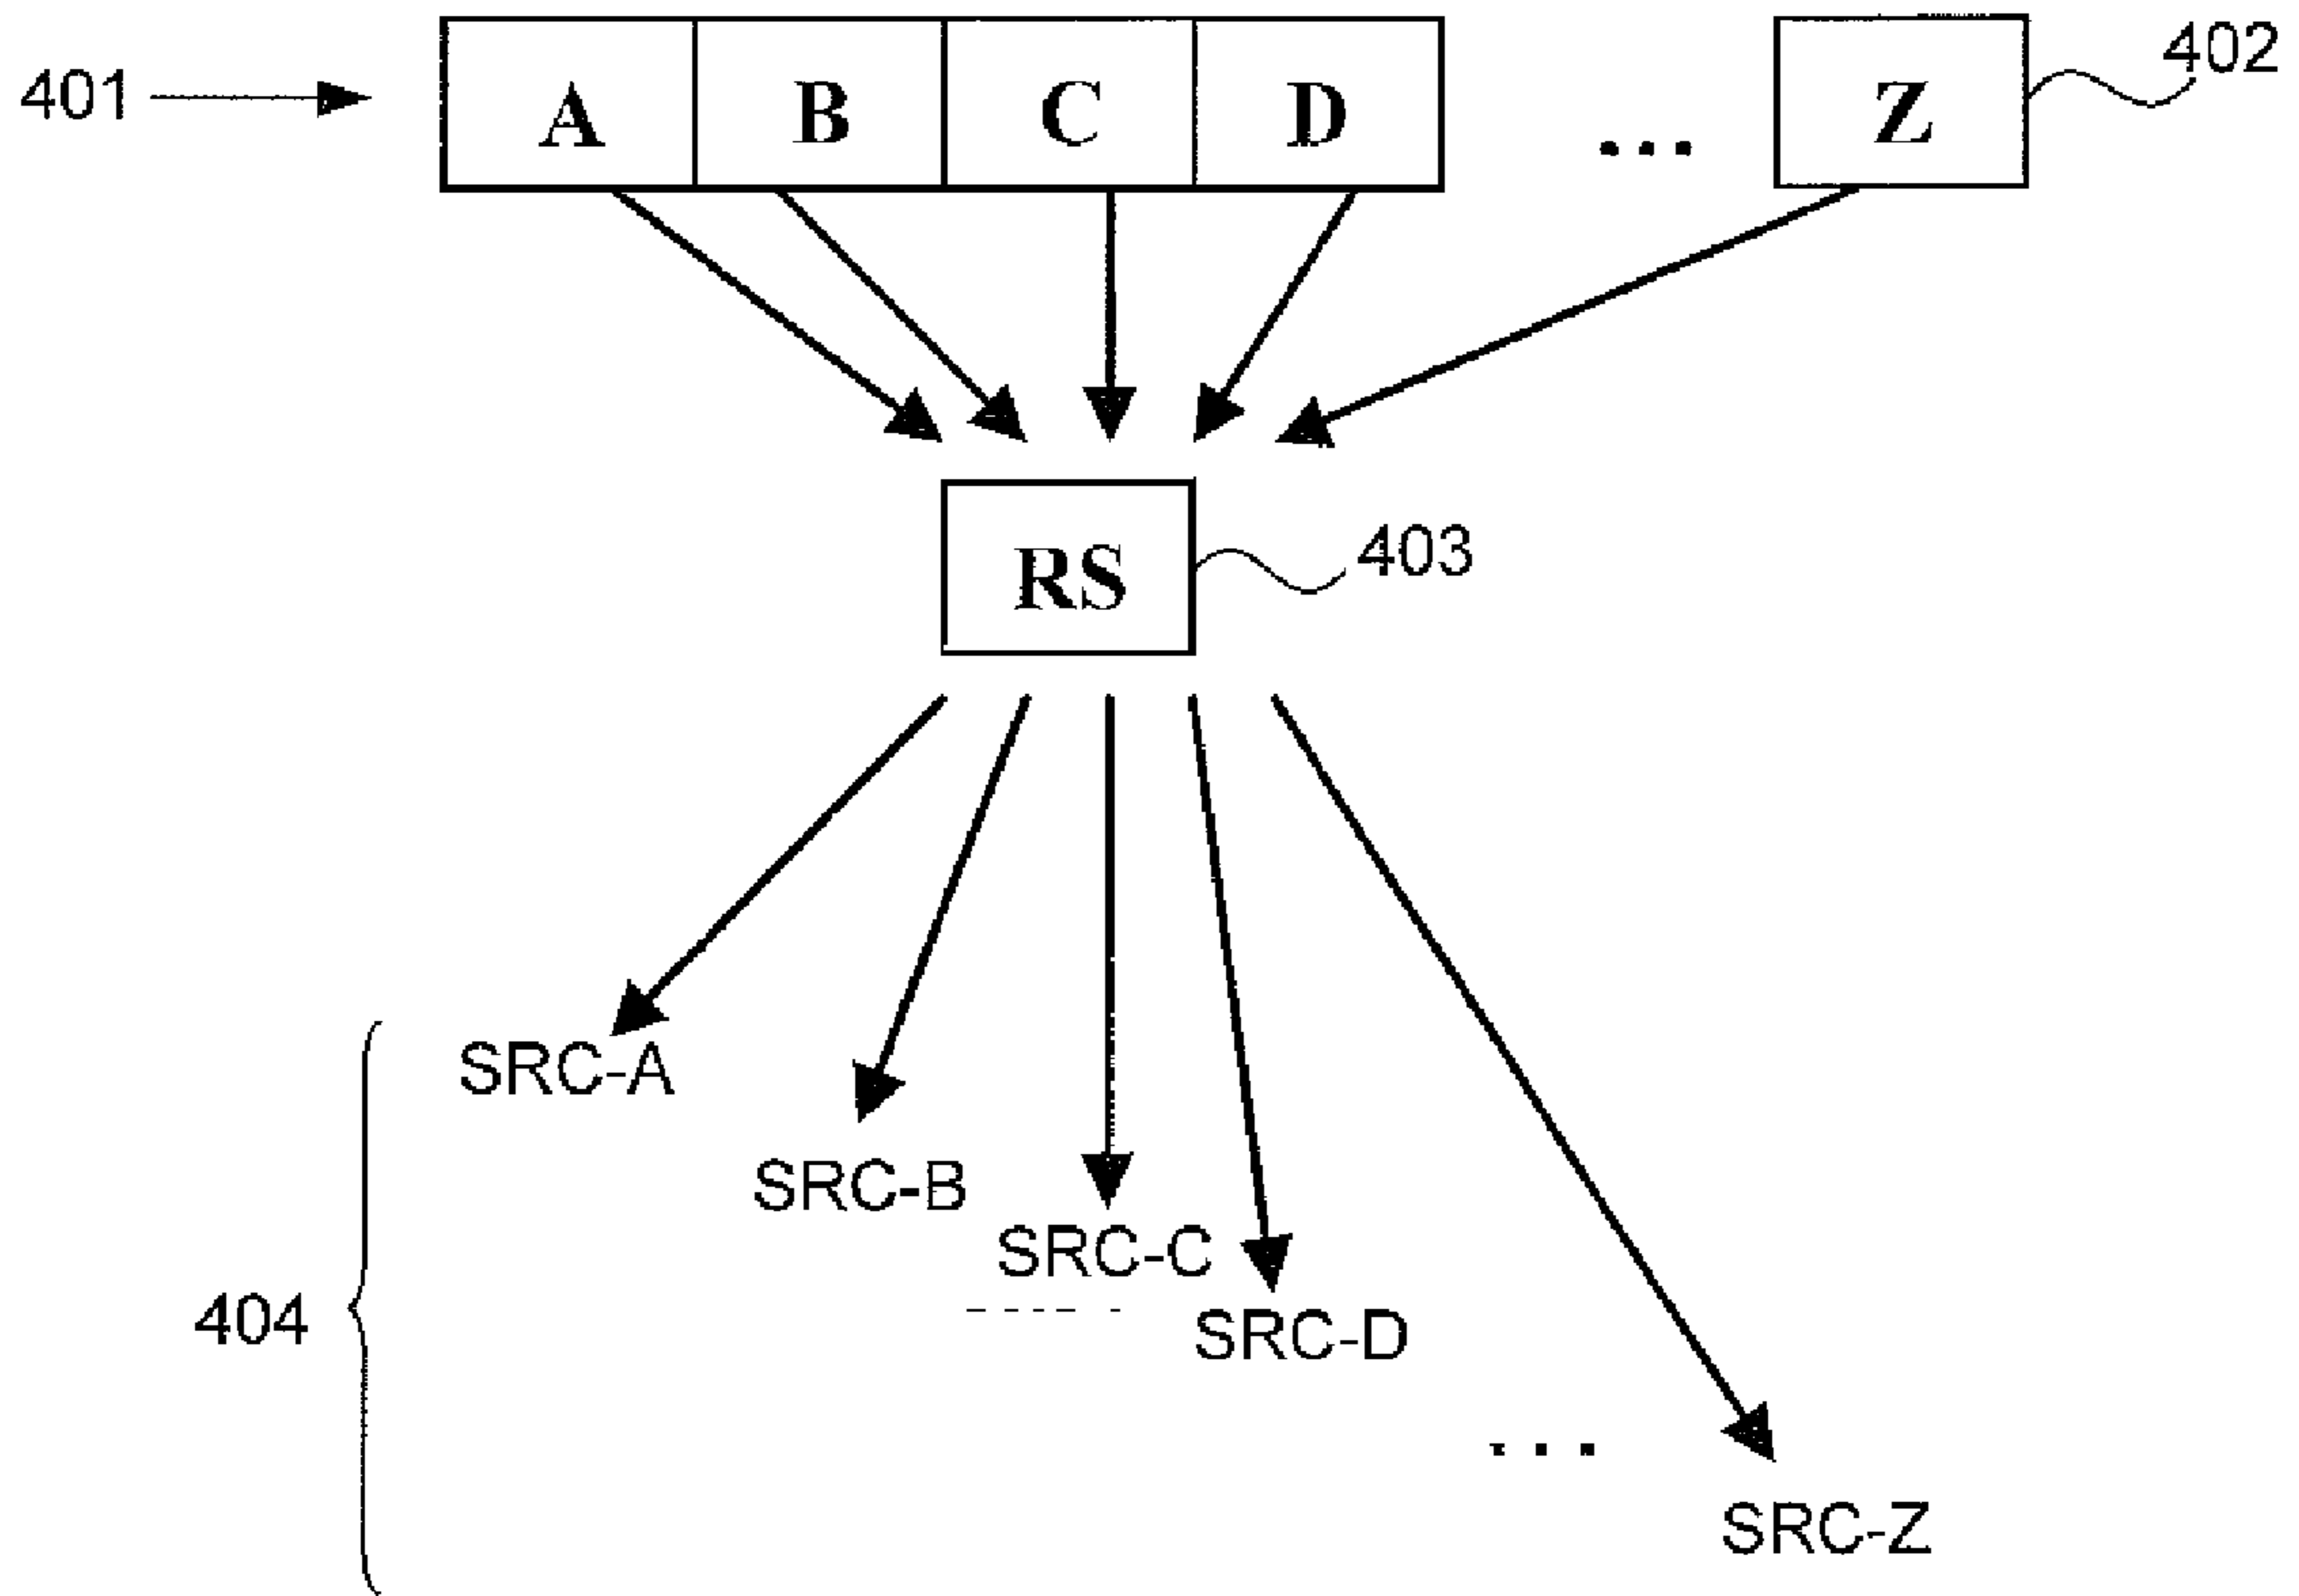 401 A B C D ... Z 402
RS 403
SRC-A
SRC-B
SRC-C
404
SRC-D
...
SRC-Z